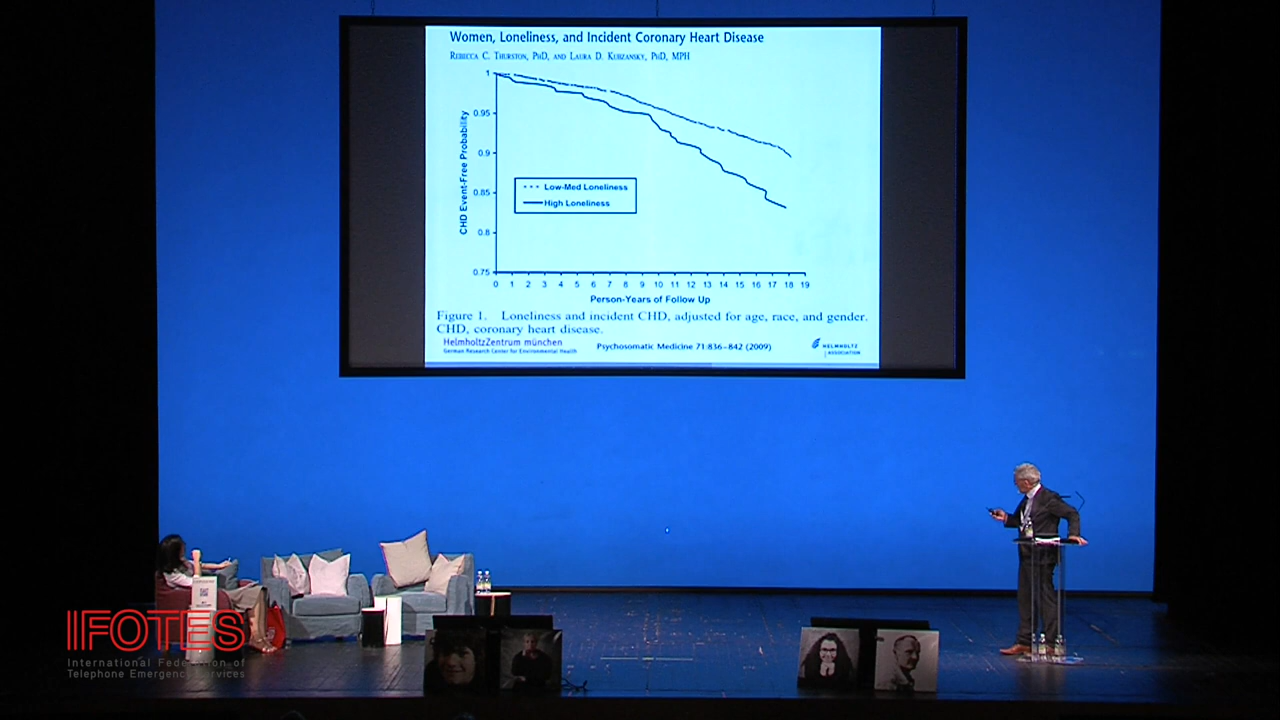 Women, Loneliness, and Incident Coronary Heart Disease
REBECCA C. THURSTON, PHD, AND LAURA D. KUBZANSKY, PHD, MPH
1
0.95
0.9
0.85
0.8
0.75
CHD Event-Free Probability
Low-Med Loneliness
High Loneliness
0 1 2 3 4 5 6 7 8 9 10 11 12 13 14 15 16 17 18 19
Person-Years of Follow Up
Figure 1. Loneliness and incident CHD, adjusted for age, race, and gender.
CHD, coronary heart disease.
HelmholtzZentrum münchen
German Research Center for Environmental Health
Psychosomatic Medicine 71:836–842 (2009)
HELMHOLTZ
ASSOCIATION
IFOTES
International Federation of
Telephone Emergency Services